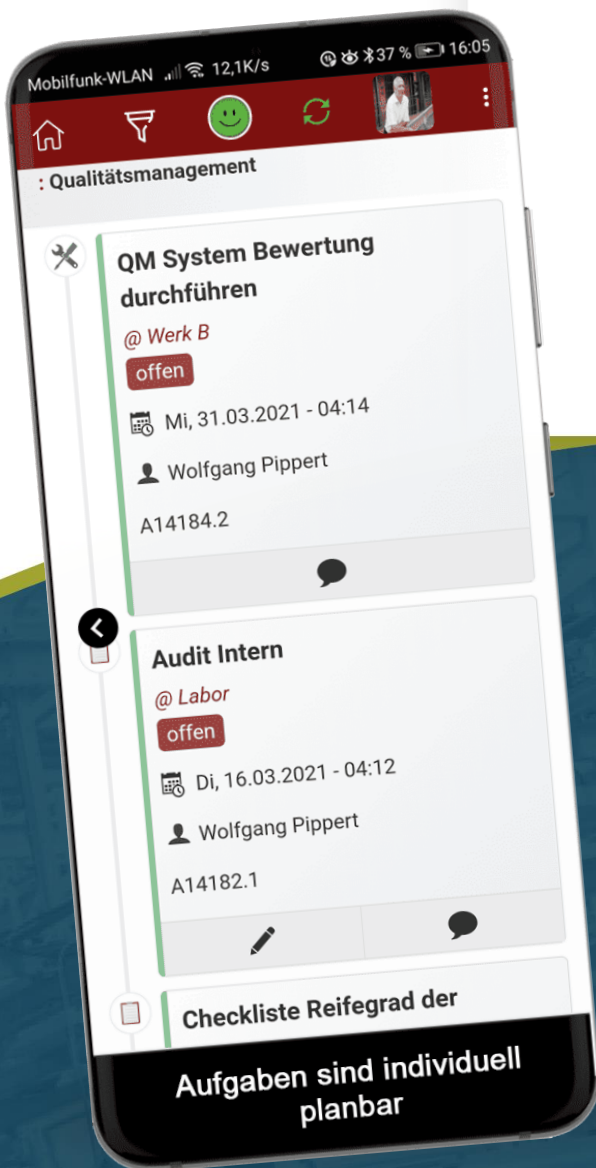 Mobilfunk-WLAN 12,1K/s 37 % 16:05
: Qualitätsmanagement
QM System Bewertung
durchführen
@ Werk B
offen
Mi, 31.03.2021 - 04:14
Wolfgang Pippert
A14184.2
Audit Intern
@ Labor
offen
Di, 16.03.2021 - 04:12
Wolfgang Pippert
A14182.1
Checkliste Reifegrad der
Aufgaben sind individuell
planbar